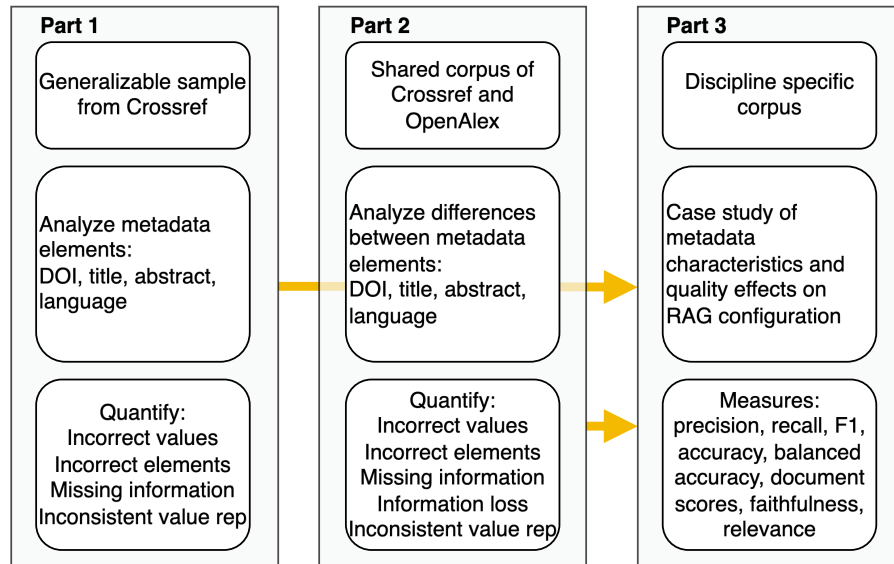 Part 1
Generalizable sample
from Crossref
Analyze metadata
elements:
DOI, title, abstract,
language
Quantify:
Incorrect values
Incorrect elements
Missing information
Inconsistent value rep
Part 2
Shared corpus of
Crossref and
OpenAlex
Analyze differences
between metadata
elements:
DOI, title, abstract,
language
Quantify:
Incorrect values
Incorrect elements
Missing information
Information loss
Inconsistent value rep
Part 3
Discipline specific
corpus
Case study of
metadata
characteristics and
quality effects on
RAG configuration
Measures:
precision, recall, F1,
accuracy, balanced
accuracy, document
scores, faithfulness,
relevance